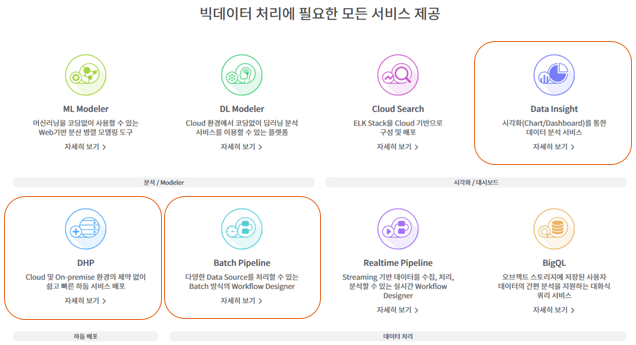 빅데이터 처리에 필요한 모든 서비스 제공
ML Modeler
머신러닝을 코딩없이 사용할 수 있는
Web기반 분산 병렬 모델링 도구
자세히 보기 >
DL Modeler
Cloud 환경에서 코딩없이 딥러닝 분석
서비스를 이용할 수 있는 플랫폼
자세히 보기 >
Cloud Search
ELK Stack을 Cloud 기반으로
구성 및 배포
자세히 보기 >
Data Insight
시각화(Chart/Dashboard)를 통한
데이터 분석 서비스
자세히 보기 >
분석 / Modeler
시각화 / 대시보드
DHP
Cloud 및 On-premise 환경의 제약 없이
쉽고 빠른 하둡 서비스 배포
자세히 보기 >
Batch Pipeline
다양한 Data Source를 처리할 수 있는
Batch 방식의 Workflow Designer
자세히 보기 >
Realtime Pipeline
Streaming 기반 데이터를 수집, 처리,
분석할 수 있는 실시간 Workflow
Designer
자세히 보기 >
BigQL
오브젝트 스토리지에 저장된 사용자
데이터의 간편 분석을 지원하는 대화식
쿼리 서비스
자세히 보기 >
하둡 배포
데이터 처리